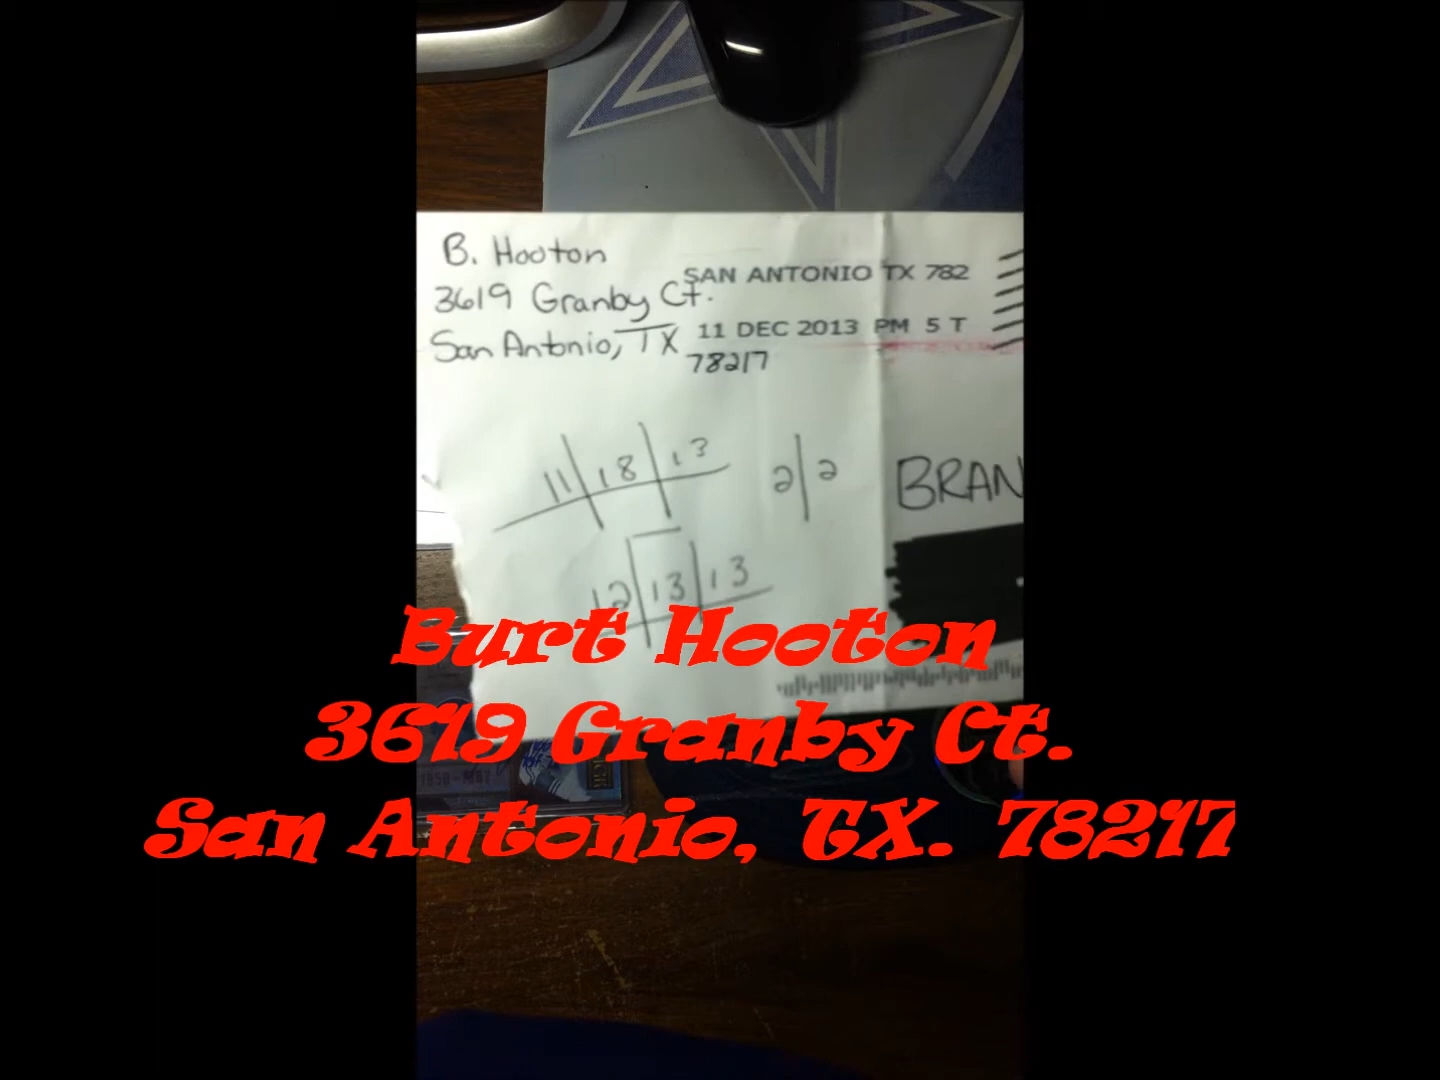 B. Hooton
3619 Granby Ct.
San Antonio, TX
78217
SAN ANTONIO TX 782
11 DEC 2013 PM 5 T
11 18 13
2 2
12 13 13
BRAN
Burt Hooton
3619 Granby Ct.
San Antonio, TX. 78217